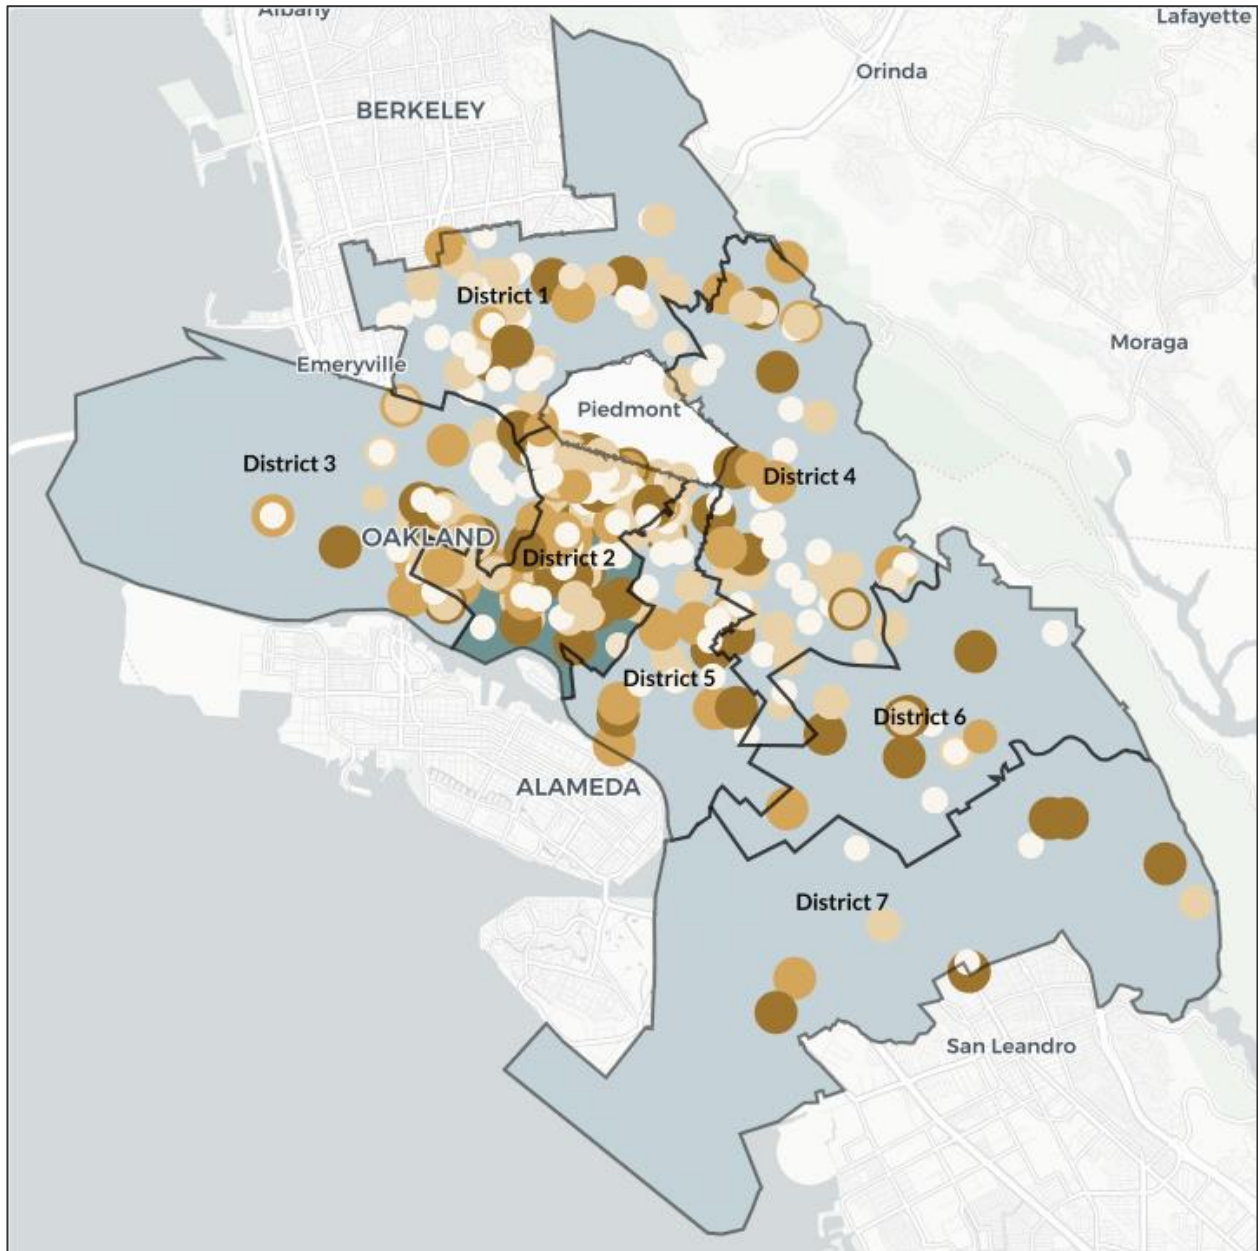 Albany
Lafayette
Orinda
BERKELEY
District 1
Moraga
Emeryville
Piedmont
District 3
District 4
OAKLAND
District 2
District 5
District 6
ALAMEDA
District 7
San Leandro